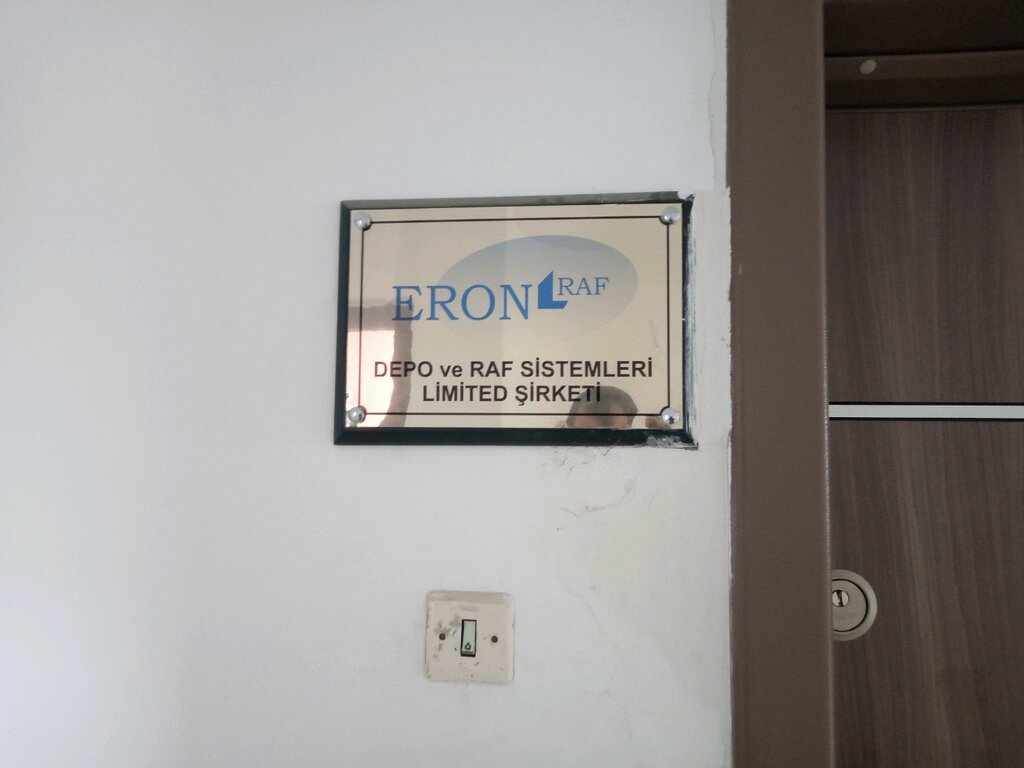 ERON RAF
DEPO ve RAF SİSTEMLERİ
LİMİTED ŞİRKETİ